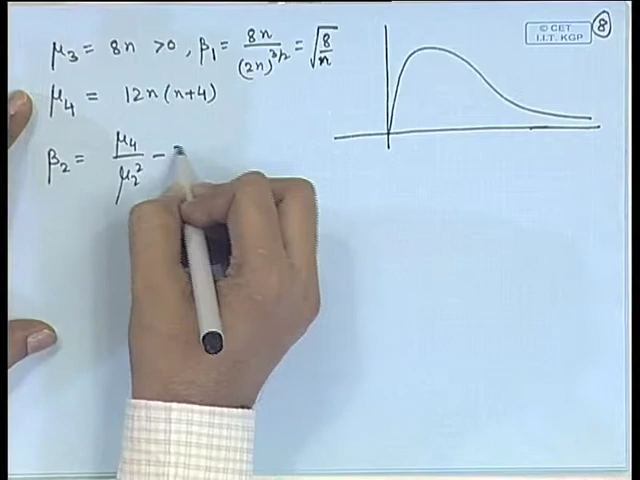 μ₃ = 8n >0, β₁ = 8n/(2n)^{3/2} = √(8/n)
© CET
I.I.T. KGP
8
μ₄ = 12n(n+4)
β₂ = μ₄/μ₂² −